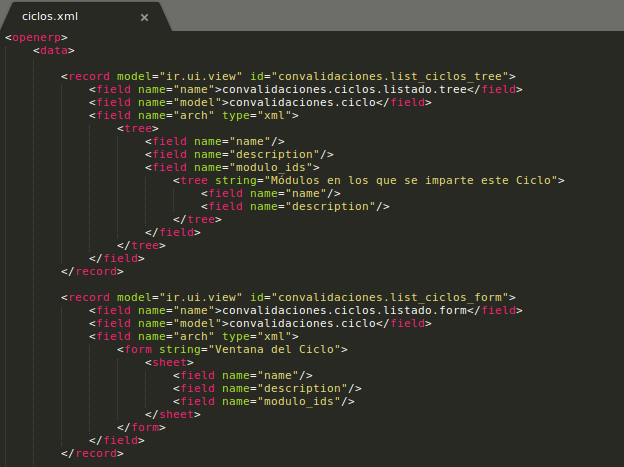 ciclos.xml ×
<openerp>
<data>
<record model="ir.ui.view" id="convalidaciones.list_ciclos_tree">
<field name="name">convalidaciones.ciclos.listado.tree</field>
<field name="model">convalidaciones.ciclo</field>
<field name="arch" type="xml">
<tree>
<field name="name"/>
<field name="description"/>
<field name="modulo_ids">
<tree string="Módulos en los que se imparte este Ciclo">
<field name="name"/>
<field name="description"/>
</tree>
</field>
</tree>
</field>
</record>
<record model="ir.ui.view" id="convalidaciones.list_ciclos_form">
<field name="name">convalidaciones.ciclos.listado.form</field>
<field name="model">convalidaciones.ciclo</field>
<field name="arch" type="xml">
<form string="Ventana del Ciclo">
<sheet>
<field name="name"/>
<field name="description"/>
<field name="modulo_ids"/>
</sheet>
</form>
</field>
</record>